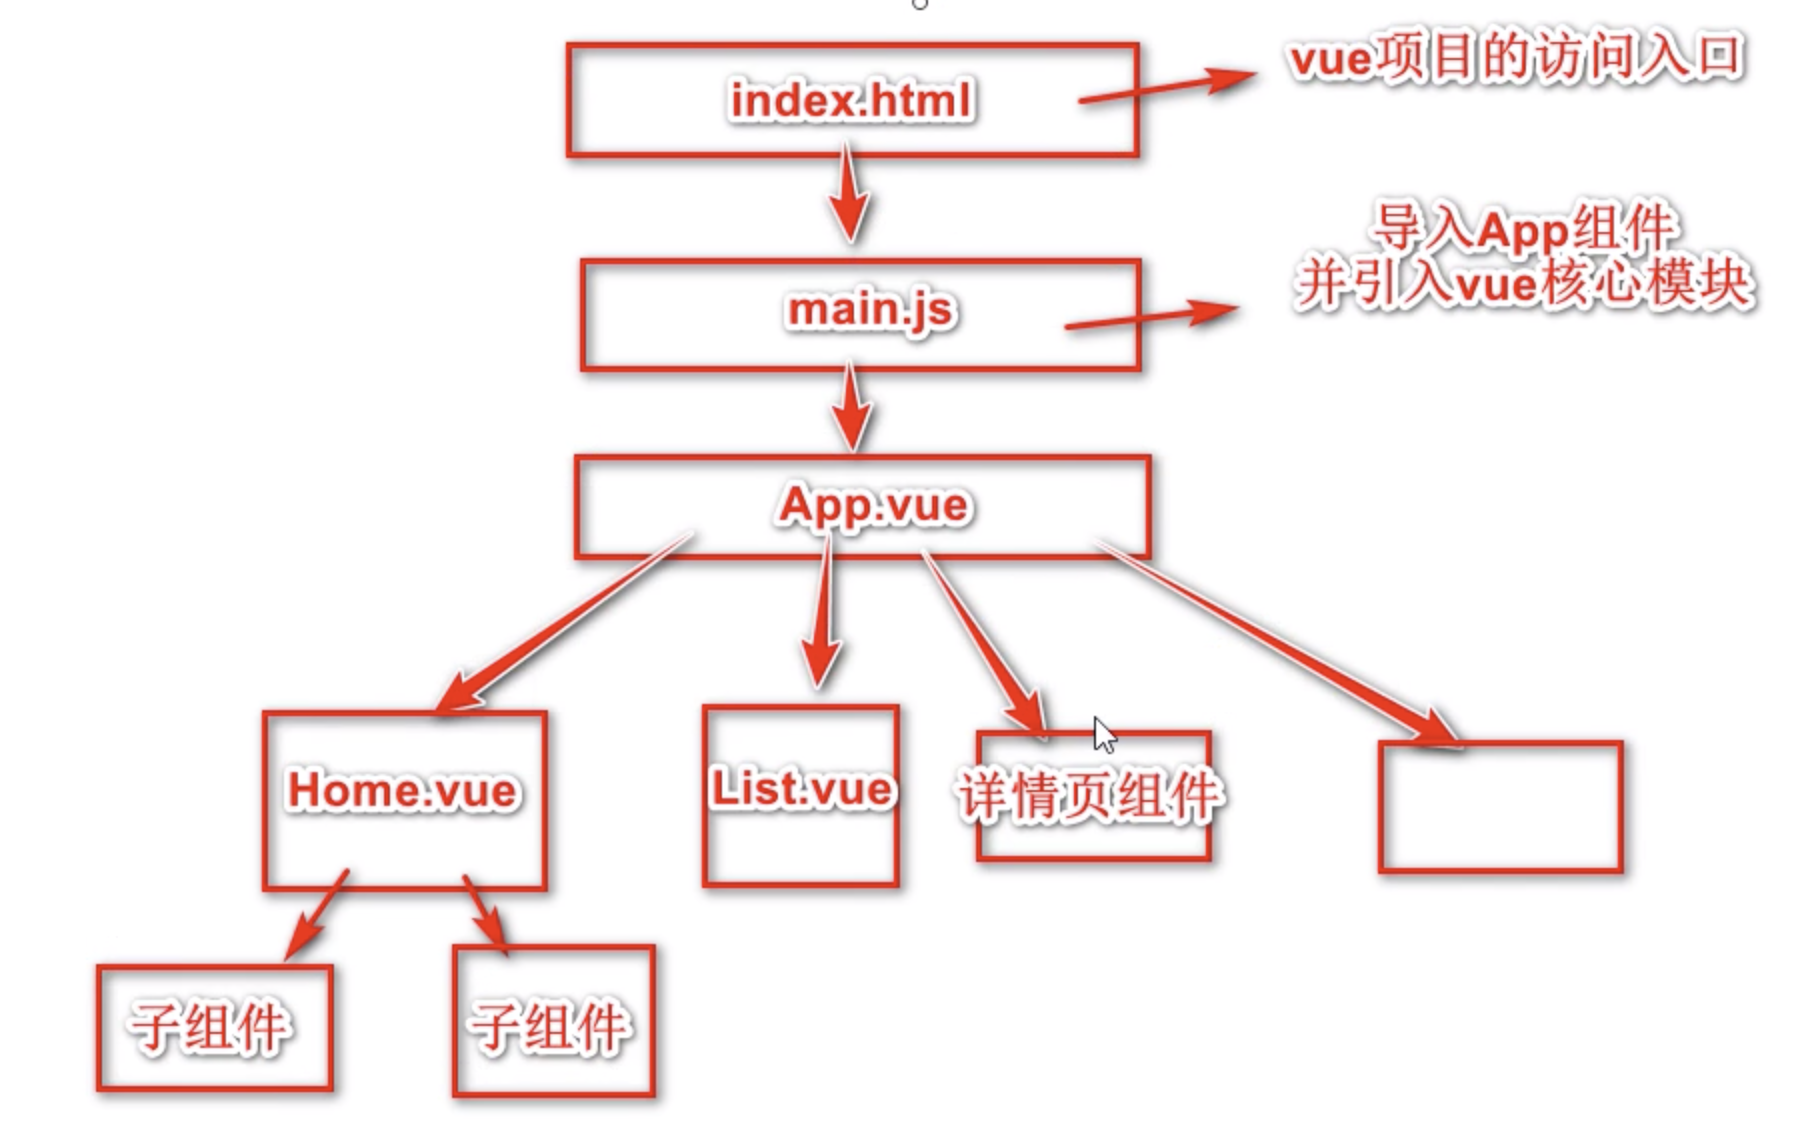 index.html
vue项目的访问入口
main.js
导入App组件
并引入vue核心模块
App.vue
Home.vue
List.vue
详情页组件
子组件
子组件